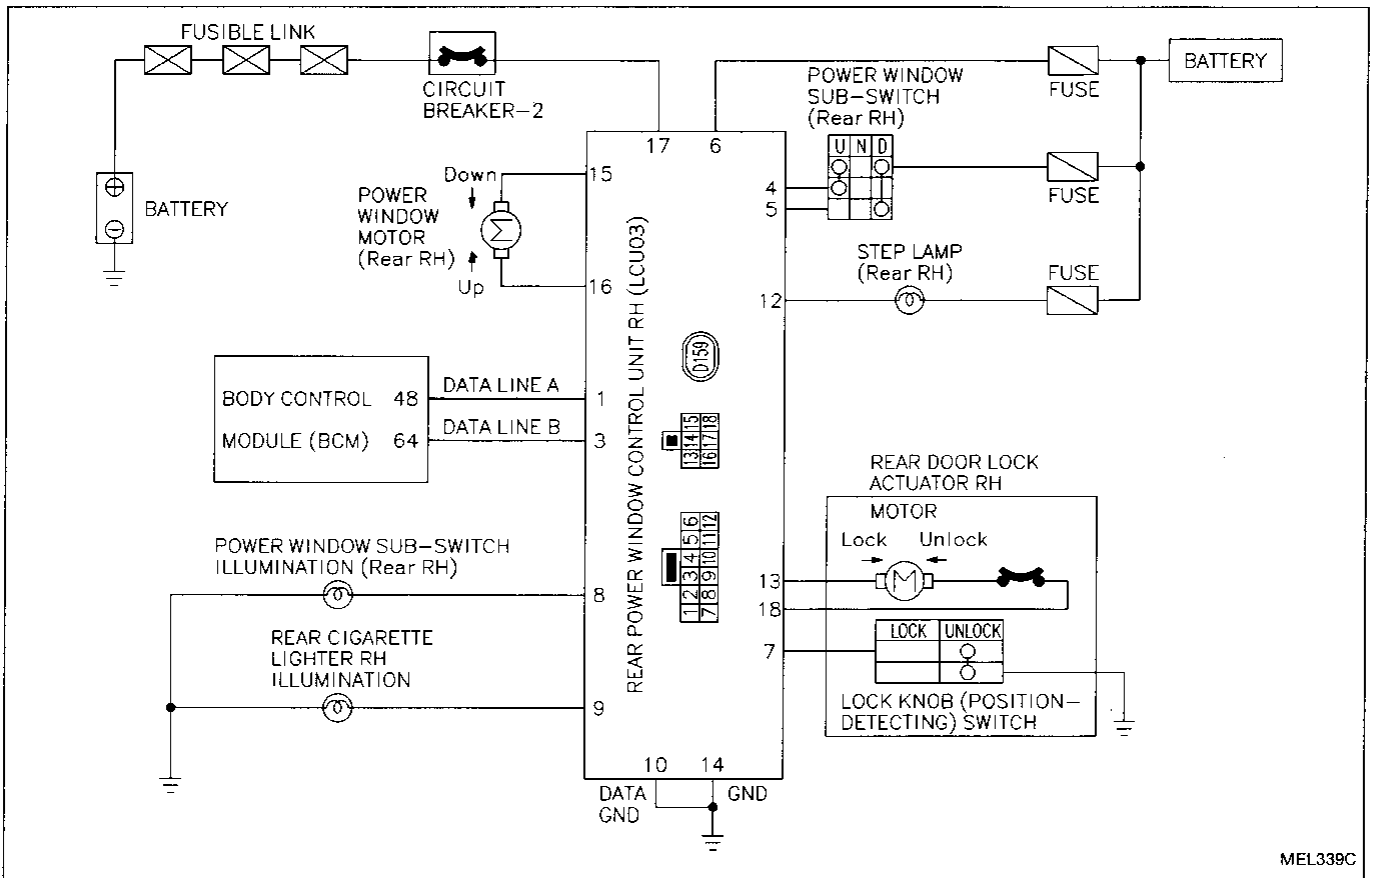 FUSIBLE LINK
CIRCUIT
BREAKER-2
BATTERY
POWER WINDOW
SUB-SWITCH
(Rear RH)
FUSE
BATTERY
17
6
U N D
FUSE
4
5
15
Down
POWER
WINDOW
MOTOR
(Rear RH)
M
Up
16
STEP LAMP
(Rear RH)
FUSE
12
REAR POWER WINDOW CONTROL UNIT RH (LCU03)
D159
BODY CONTROL 48
MODULE (BCM) 64
DATA LINE A
DATA LINE B
1
3
13 14 15
16 17 18
1 2 3 4 5 6
7 8 9 10 11 12
REAR DOOR LOCK
ACTUATOR RH
MOTOR
Lock
Unlock
M
13
18
7
LOCK UNLOCK
LOCK KNOB (POSITION-
DETECTING) SWITCH
POWER WINDOW SUB-SWITCH
ILLUMINATION (Rear RH)
8
REAR CIGARETTE
LIGHTER RH
ILLUMINATION
9
10
14
DATA
GND
GND
MEL339C